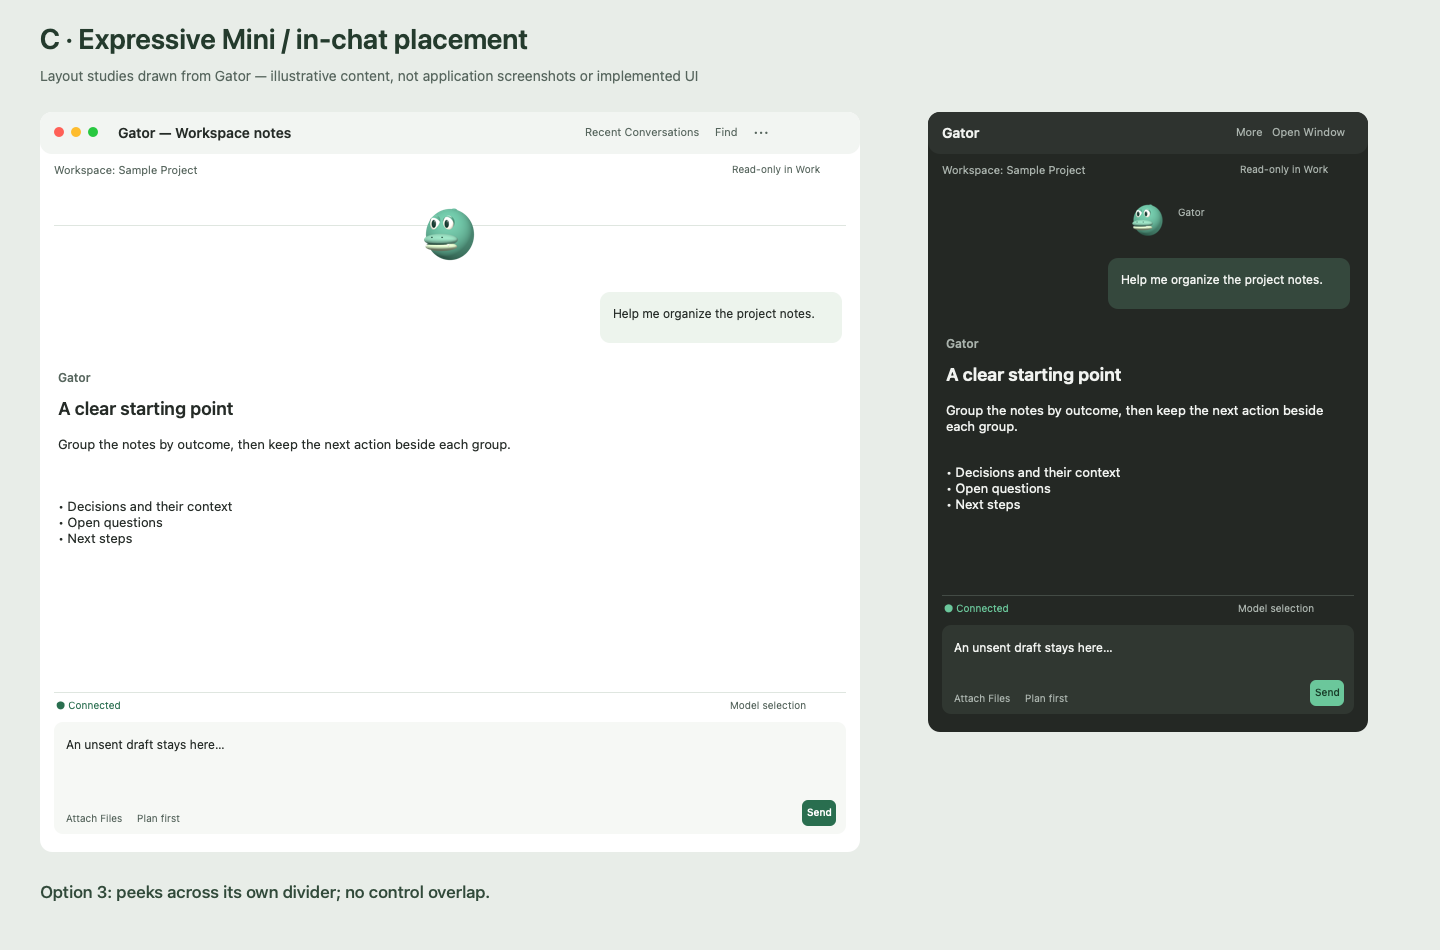 C · Expressive Mini / in-chat placement
Layout studies drawn from Gator — illustrative content, not application screenshots or implemented UI
Gator — Workspace notes
Recent Conversations Find ···
Workspace: Sample Project
Read-only in Work
Help me organize the project notes.
Gator
A clear starting point
Group the notes by outcome, then keep the next action beside each group.
• Decisions and their context
• Open questions
• Next steps
Connected
Model selection
An unsent draft stays here...
Attach Files Plan first
Send
Gator
More Open Window
Workspace: Sample Project
Read-only in Work
Gator
Help me organize the project notes.
Gator
A clear starting point
Group the notes by outcome, then keep the next action beside
each group.
• Decisions and their context
• Open questions
• Next steps
Connected
Model selection
An unsent draft stays here...
Attach Files Plan first
Send
Option 3: peeks across its own divider; no control overlap.